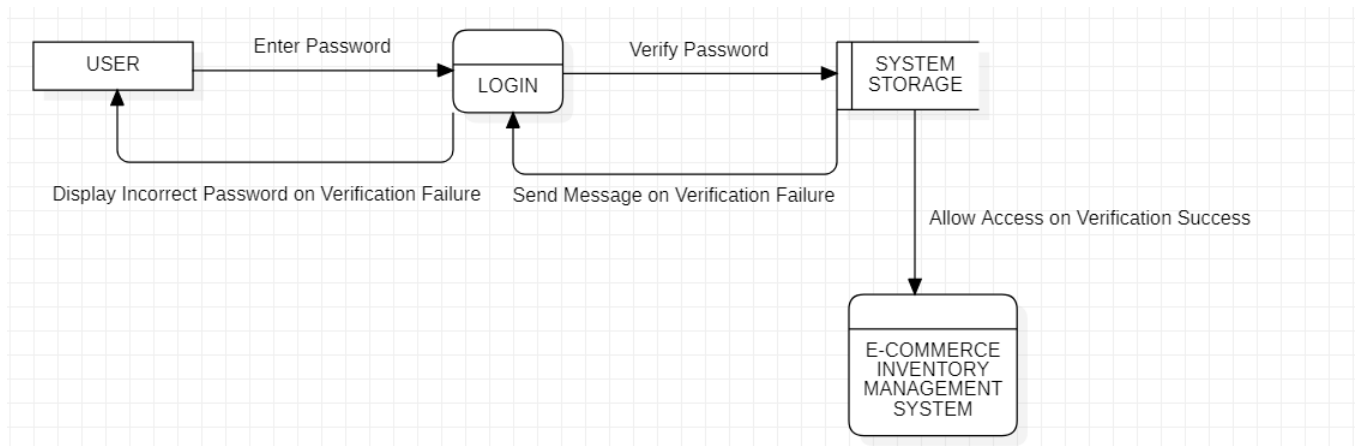 Enter Password
Verify Password
USER
LOGIN
SYSTEM
STORAGE
Display Incorrect Password on Verification Failure
Send Message on Verification Failure
Allow Access on Verification Success
E-COMMERCE
INVENTORY
MANAGEMENT
SYSTEM